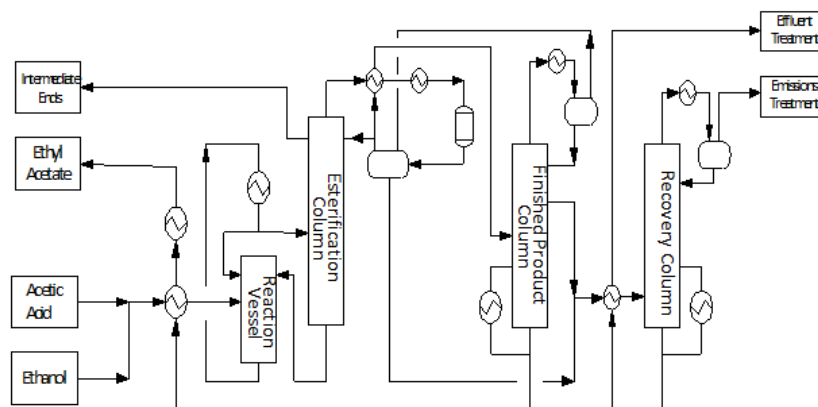 Effluent
Treatment
Intermediate
Ends
Emissions
Treatment
Ethyl
Acetate
Esterification
Column
Finished Product
Column
Recovery Column
Reaction
Vessel
Acetic
Acid
Ethanol